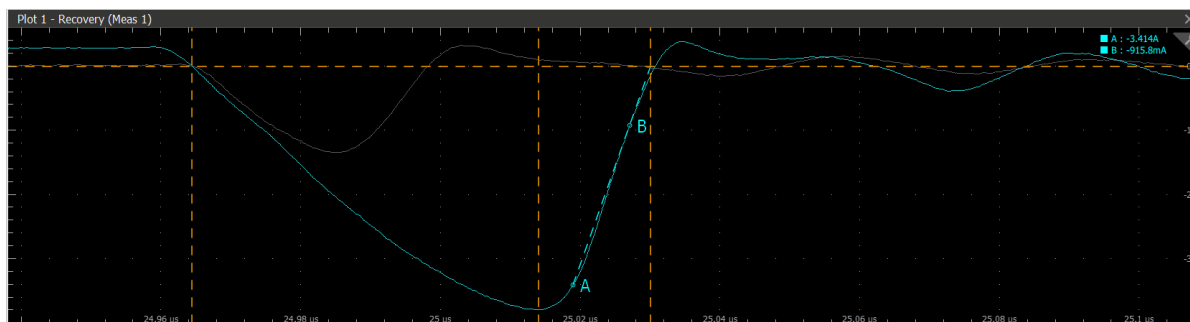 Plot 1 - Recovery (Meas 1)
A : -3.414A
B : -915.8mA
B
A
24.96 us
24.98 us
25 us
25.02 us
25.04 us
25.06 us
25.08 us
25.1 us